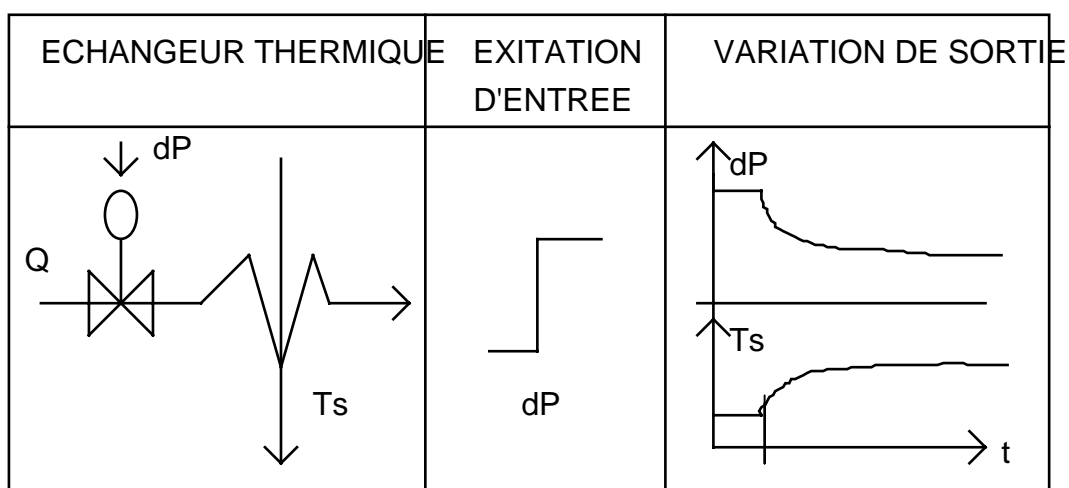 ECHANGEUR THERMIQUE
EXITATION
D'ENTREE
VARIATION DE SORTIE
dP
Q
Ts
dP
dP
Ts
t